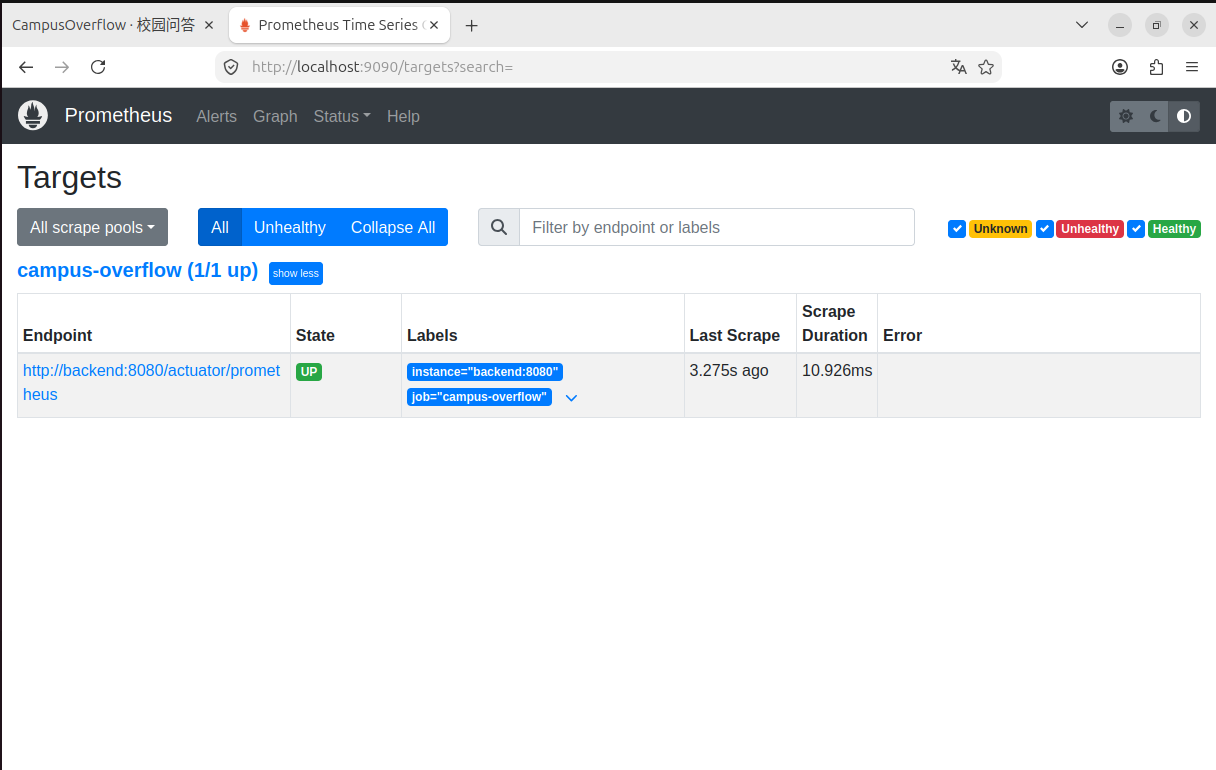 CampusOverflow · 校园问答
Prometheus Time Series
http://localhost:9090/targets?search=
Prometheus Alerts Graph Status Help
Targets
All scrape pools All Unhealthy Collapse All Filter by endpoint or labels Unknown Unhealthy Healthy
campus-overflow (1/1 up) show less
Endpoint State Labels Last Scrape Scrape Duration Error
http://backend:8080/actuator/promet
heus
UP
instance="backend:8080"
job="campus-overflow"
3.275s ago
10.926ms